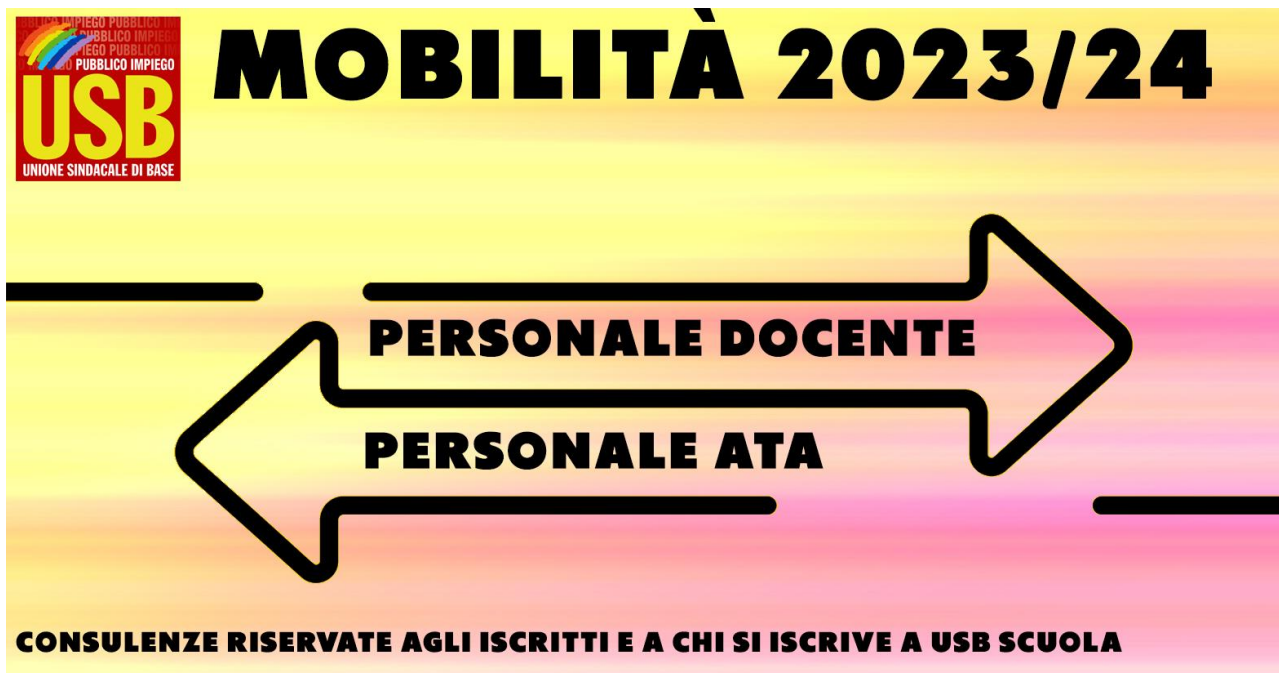 MOBILITÀ 2023/24
PUBBLICO IMPIEGO
USB
UNIONE SINDACALE DI BASE
PERSONALE DOCENTE
PERSONALE ATA
CONSULENZE RISERVATE AGLI ISCRITTI E A CHI SI ISCRIVE A USB SCUOLA